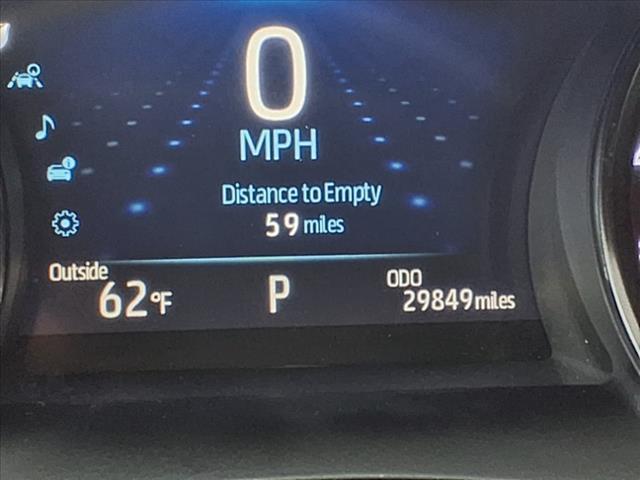 0
MPH
Distance to Empty
59 miles
Outside
62°F
P
ODO
29849 miles